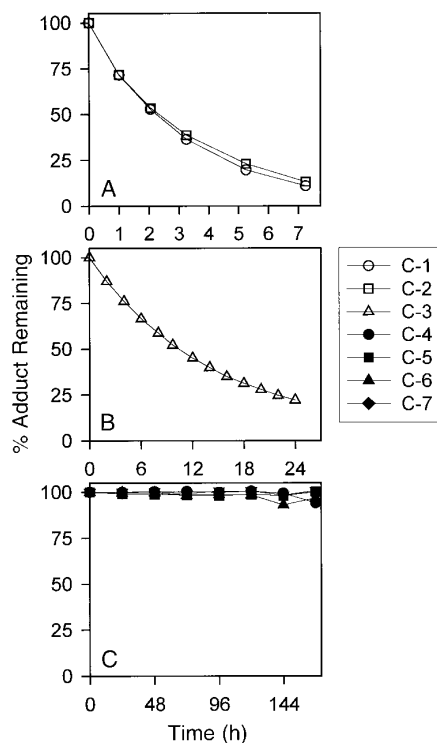 % Adduct Remaining
100
75
50
25
0
A
0 1 2 3 4 5 6 7
100
75
50
25
0
B
0 6 12 18 24
100
75
50
25
0
C
0 48 96 144
Time (h)
C-1
C-2
C-3
C-4
C-5
C-6
C-7